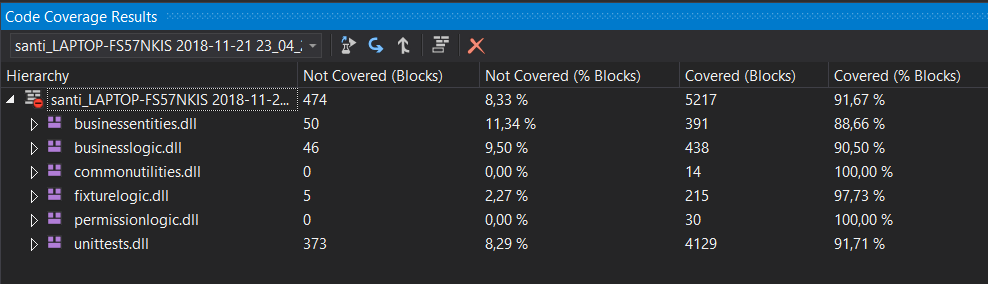 Code Coverage Results
santi_LAPTOP-FS57NKIS 2018-11-21 23_04_
Hierarchy Not Covered (Blocks) Not Covered (% Blocks) Covered (Blocks) Covered (% Blocks)
santi_LAPTOP-FS57NKIS 2018-11-2... 474 8,33 % 5217 91,67 %
businessentities.dll 50 11,34 % 391 88,66 %
businesslogic.dll 46 9,50 % 438 90,50 %
commonutilities.dll 0 0,00 % 14 100,00 %
fixturelogic.dll 5 2,27 % 215 97,73 %
permissionlogic.dll 0 0,00 % 30 100,00 %
unittests.dll 373 8,29 % 4129 91,71 %